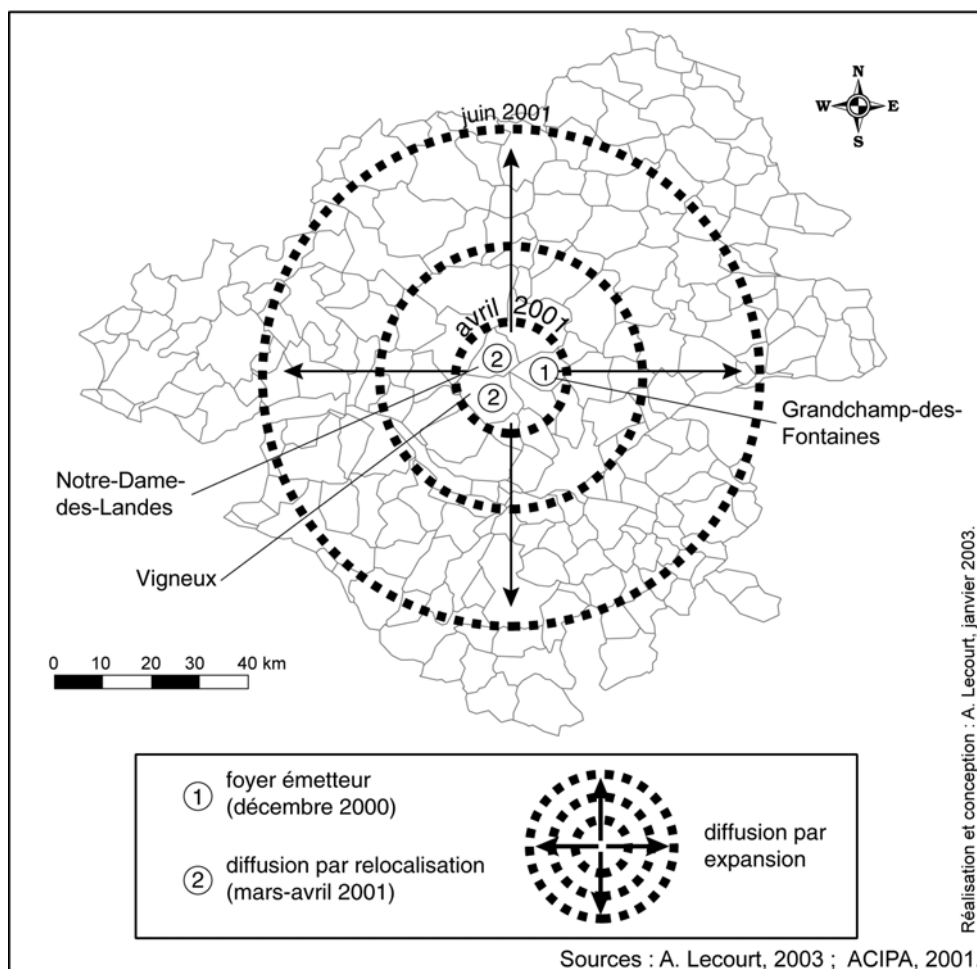 N
W E
S
juin 2001
avril 2001
2
1
2
Grandchamp-des-
Fontaines
Notre-Dame-
des-Landes
Vigneux
0 10 20 30 40 km
1 foyer émetteur
(décembre 2000)
2 diffusion par relocalisation
(mars-avril 2001)
diffusion par
expansion
Réalisation et conception : A. Lecourt, janvier 2003.
Sources : A. Lecourt, 2003 ; ACIPA, 2001.